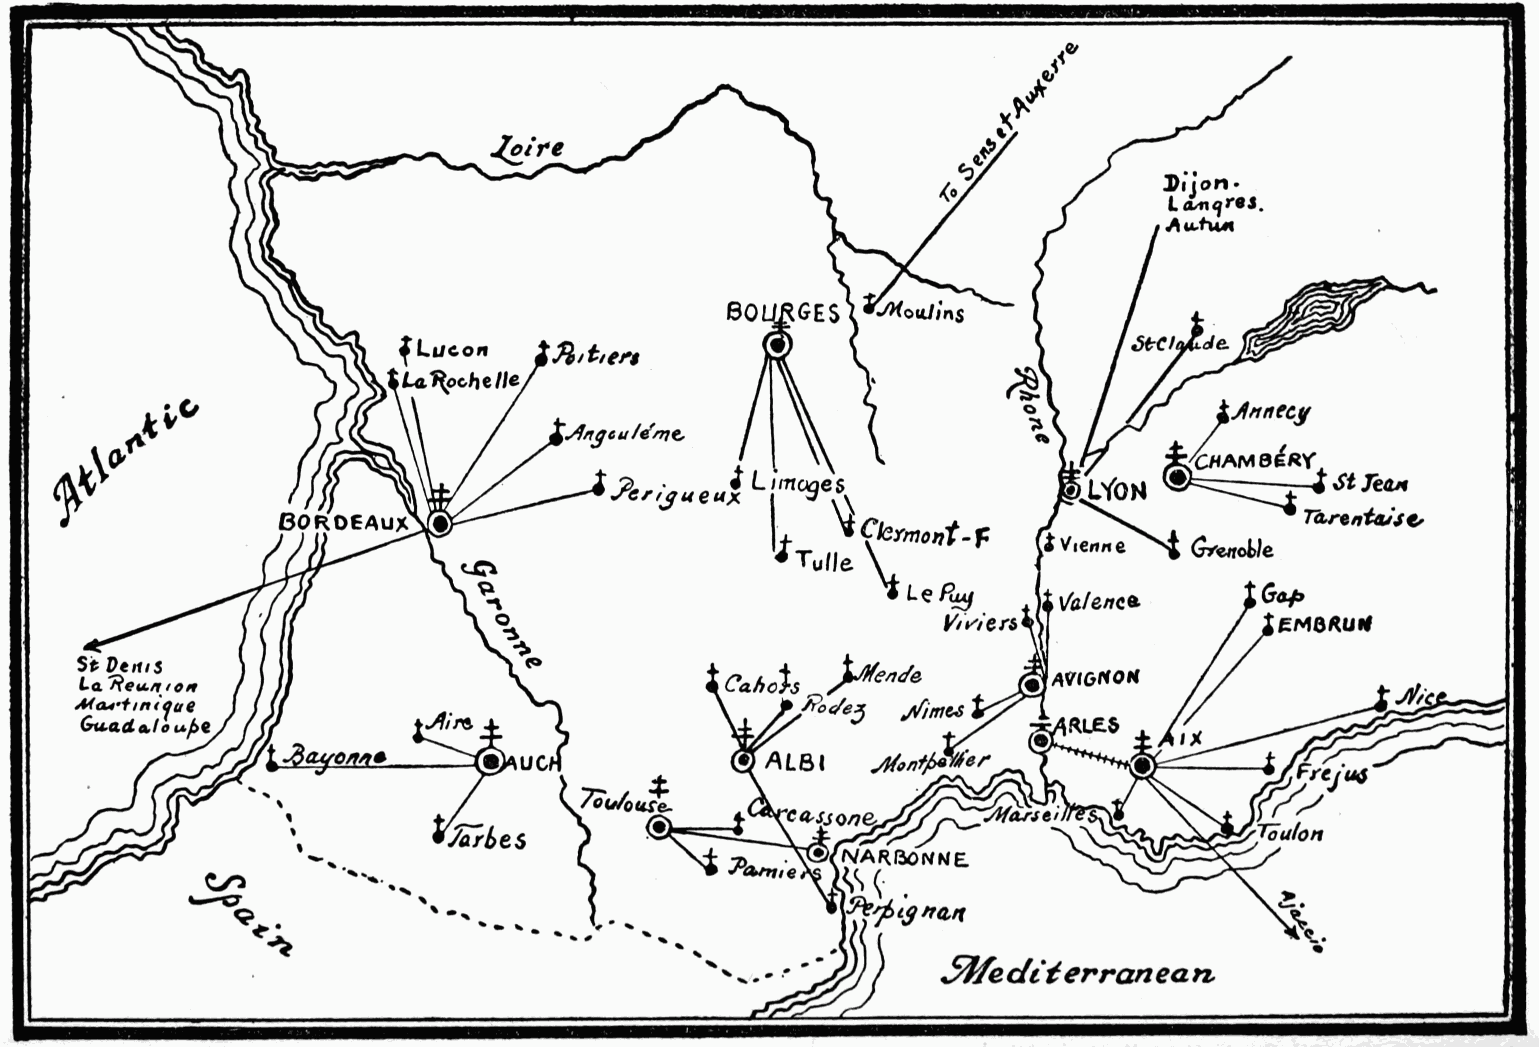 Loire
To Sens et Auxerre
Dijon.
Langres.
Autun
BOURGES
Moulins
St Claude
Lucon
La Rochelle
Poitiers
Rhone
Annecy
Atlantic
Angouléme
CHAMBÉRY
Perigueux
Limoges
LYON
St Jean
Tarentaise
BORDEAUX
Clermont-F
Vienne
Grenoble
Tulle
Garonne
Le Puy
Valence
Gap
Viviers
EMBRUN
St Denis
La Reunion
Martinique
Guadaloupe
Cahors
Mende
Rodez
AVIGNON
Nimes
Nice
Aire
ARLES
AIX
Bayonne
AUCH
ALBI
Montpellier
Frejus
Toulouse
Carcassone
Marseilles
Tarbes
Toulon
Pamiers
NARBONNE
Spain
Perpignan
Ajaccio
Mediterranean